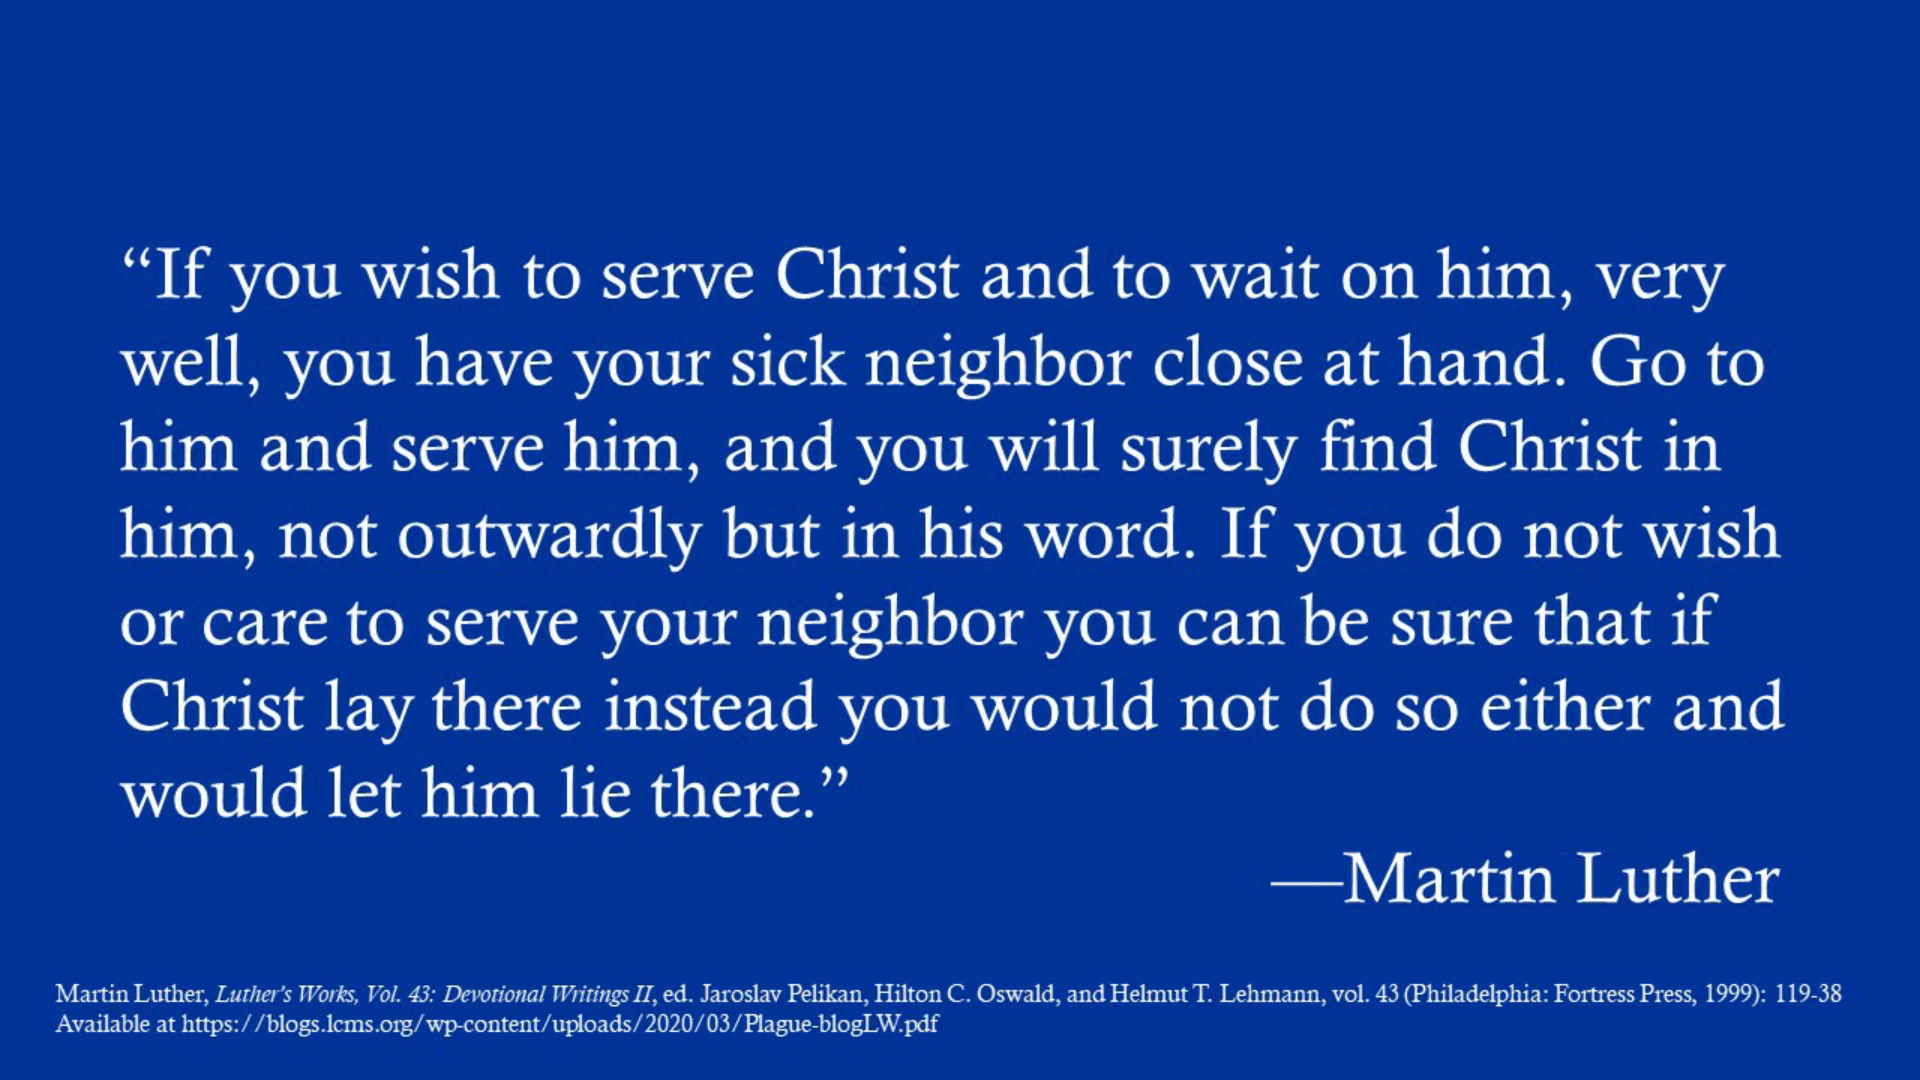 “If you wish to serve Christ and to wait on him, very
well, you have your sick neighbor close at hand. Go to
him and serve him, and you will surely find Christ in
him, not outwardly but in his word. If you do not wish
or care to serve your neighbor you can be sure that if
Christ lay there instead you would not do so either and
would let him lie there.”
—Martin Luther
Martin Luther, Luther’s Works, Vol. 43: Devotional Writings II, ed. Jaroslav Pelikan, Hilton C. Oswald, and Helmut T. Lehmann, vol. 43 (Philadelphia: Fortress Press, 1999): 119-38
Available at https://blogs.lcms.org/wp-content/uploads/2020/03/Plague-blogLW.pdf